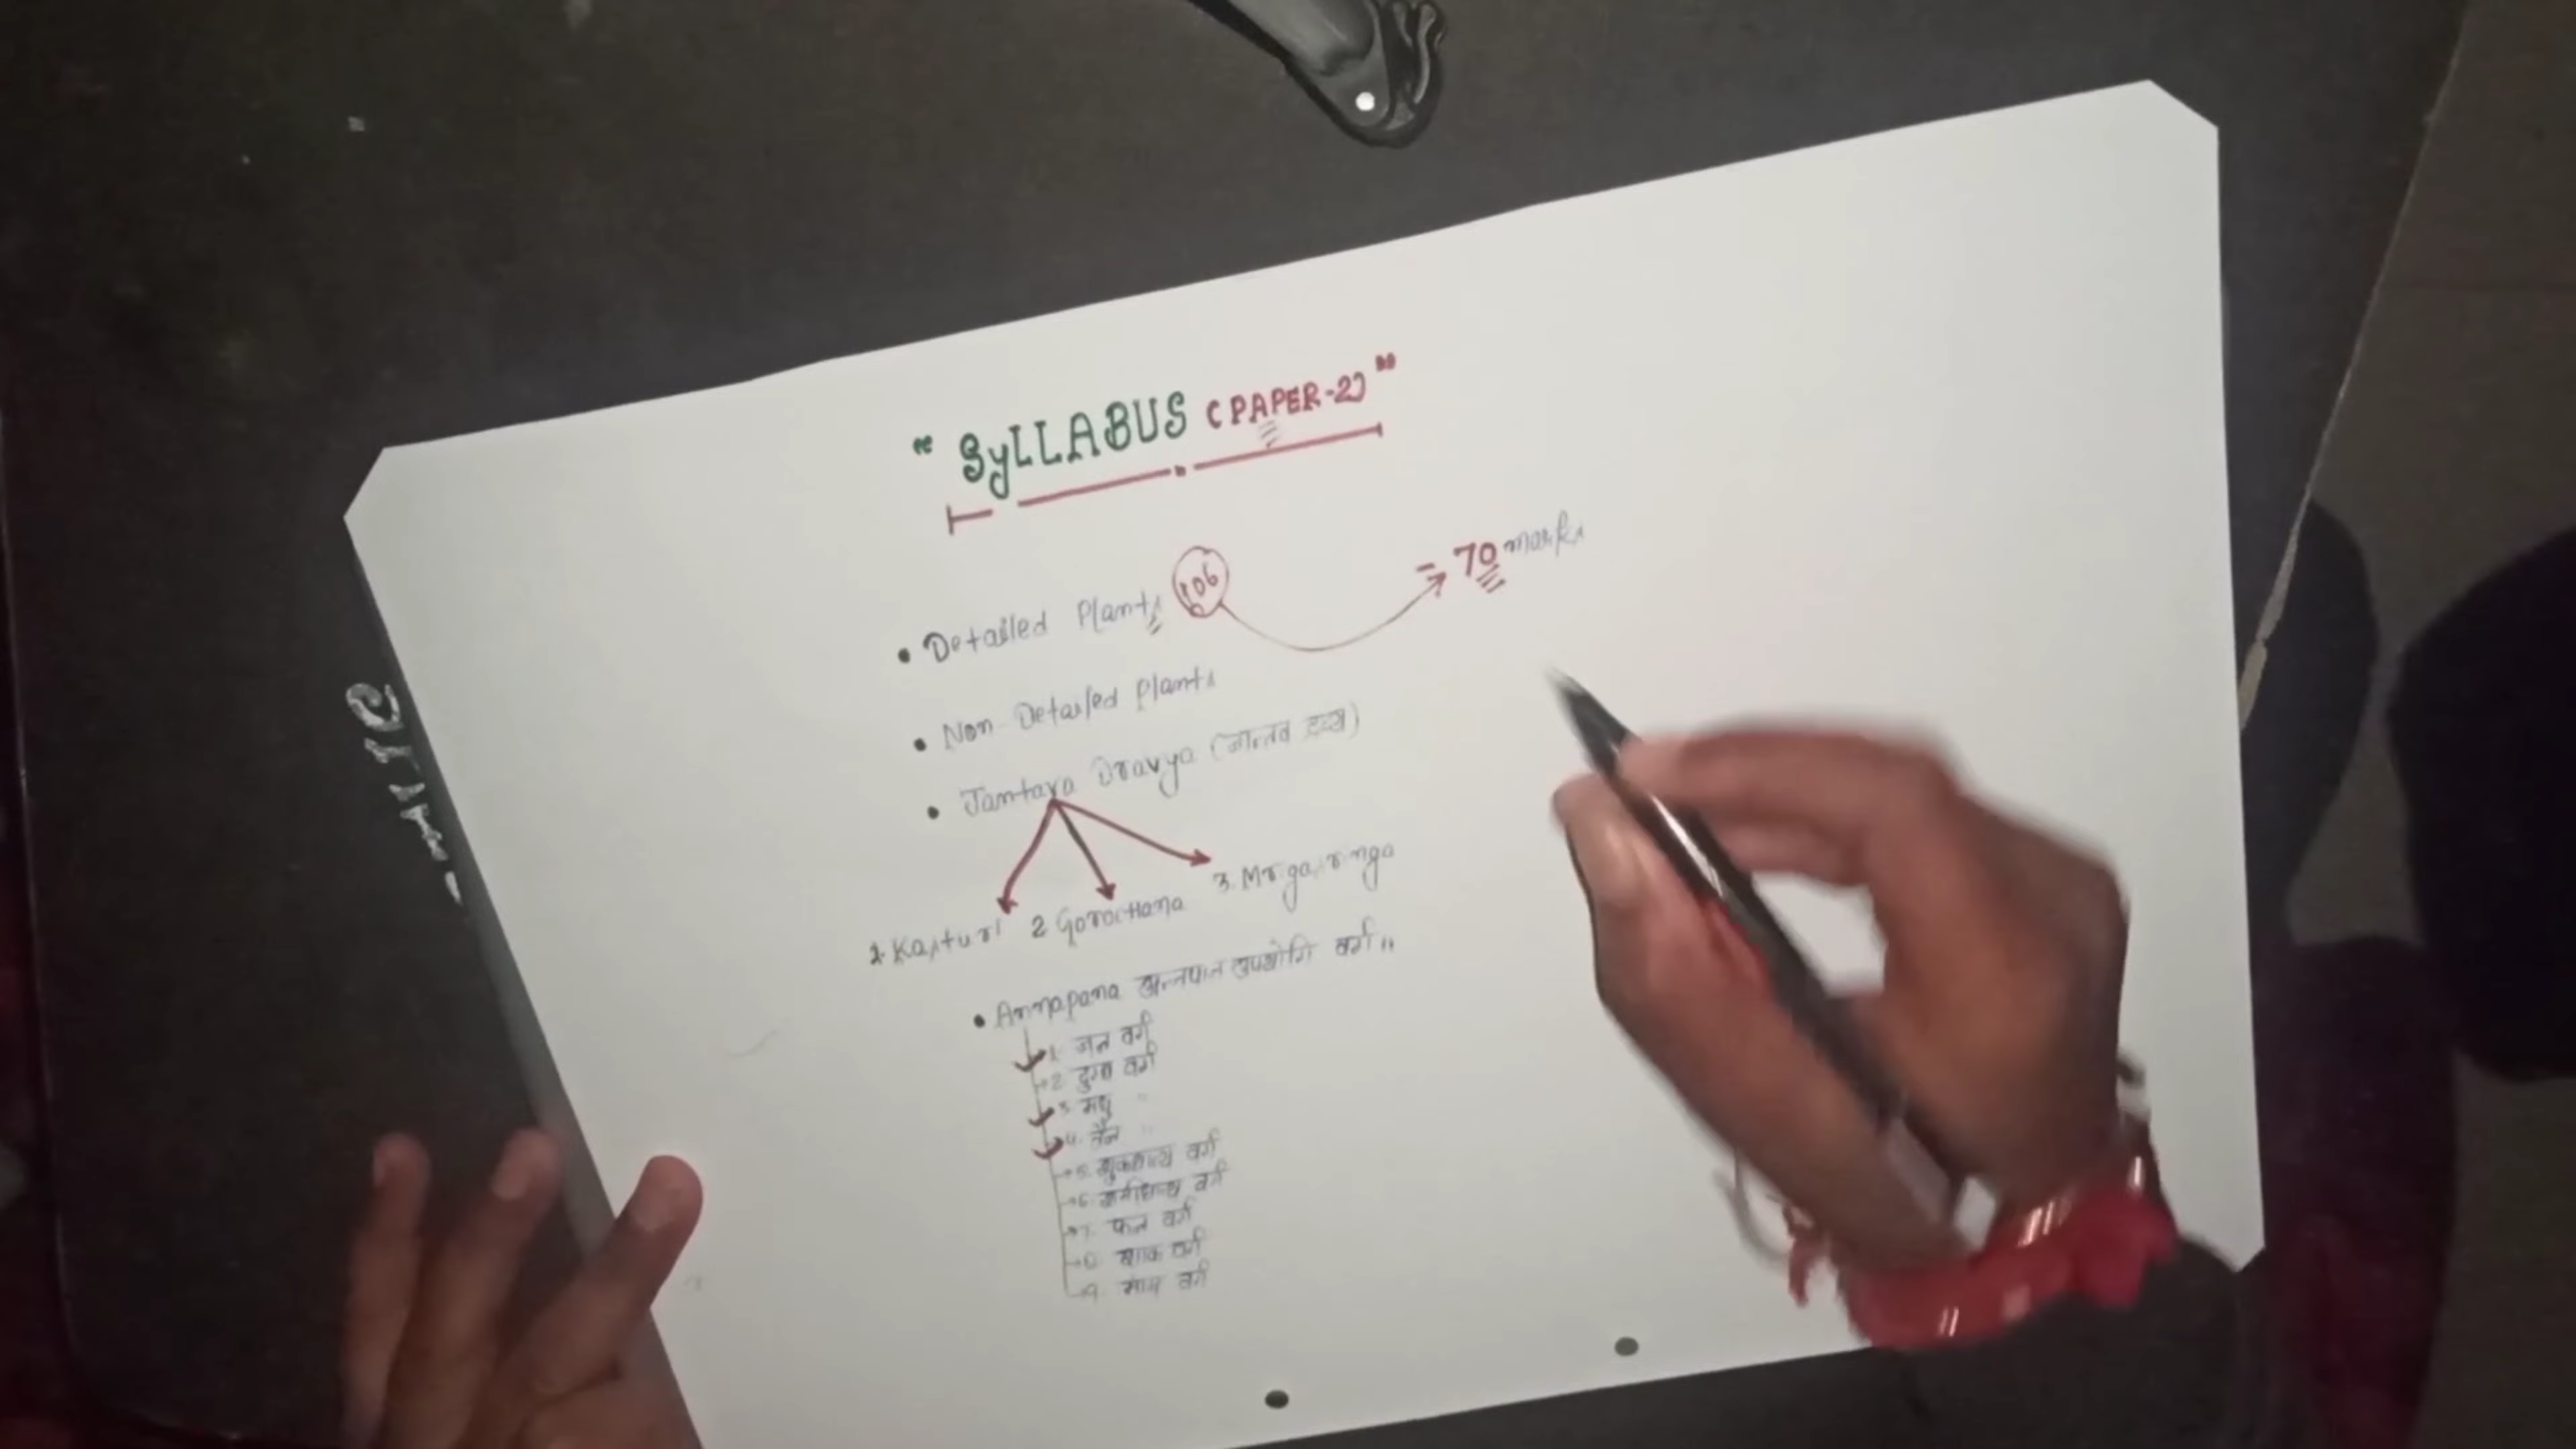 " SyLLABUS (PAPER-2) "
• Detailed Plants 106 - 70 marks
• Non-Detailed Plants
• Jantava Dravya (जान्तव द्रव्य)
1. Kasturi 2 GoroCHana 3. Mrgasringa
• Annapana अन्नपान उपयोगि वर्ग "
1. जल वर्ग
2. दुग्ध वर्ग
3. मधु "
4. तैल "
5. शुकधान्य वर्ग
6. वर्ग
7. फल वर्ग
8. शाक वर्ग
9. मांस वर्ग